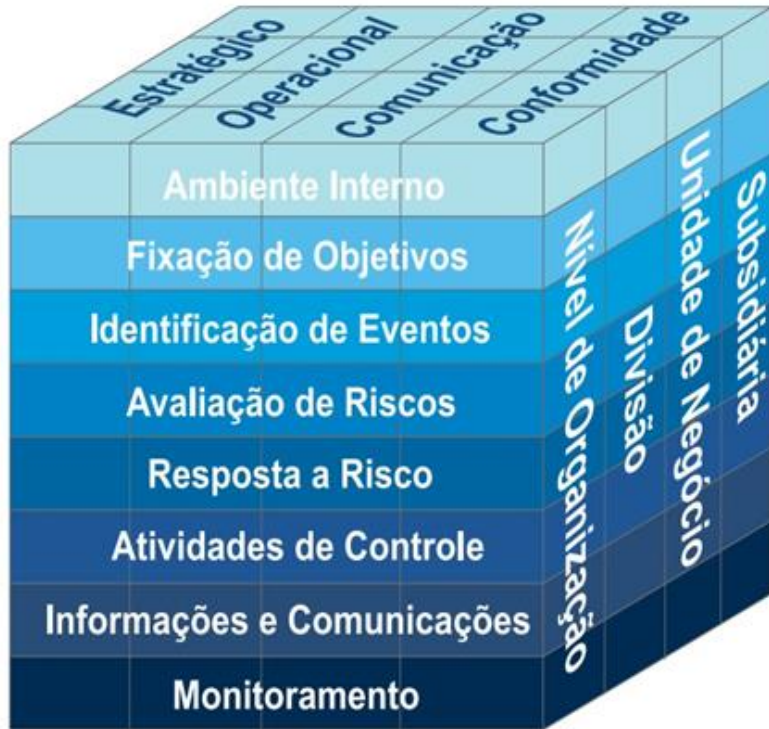 Estratégico
Operacional
Comunicação
Conformidade
Ambiente Interno
Fixação de Objetivos
Identificação de Eventos
Avaliação de Riscos
Resposta a Risco
Atividades de Controle
Informações e Comunicações
Monitoramento
Nível de Organização
Divisão
Unidade de Negócio
Subsidiária